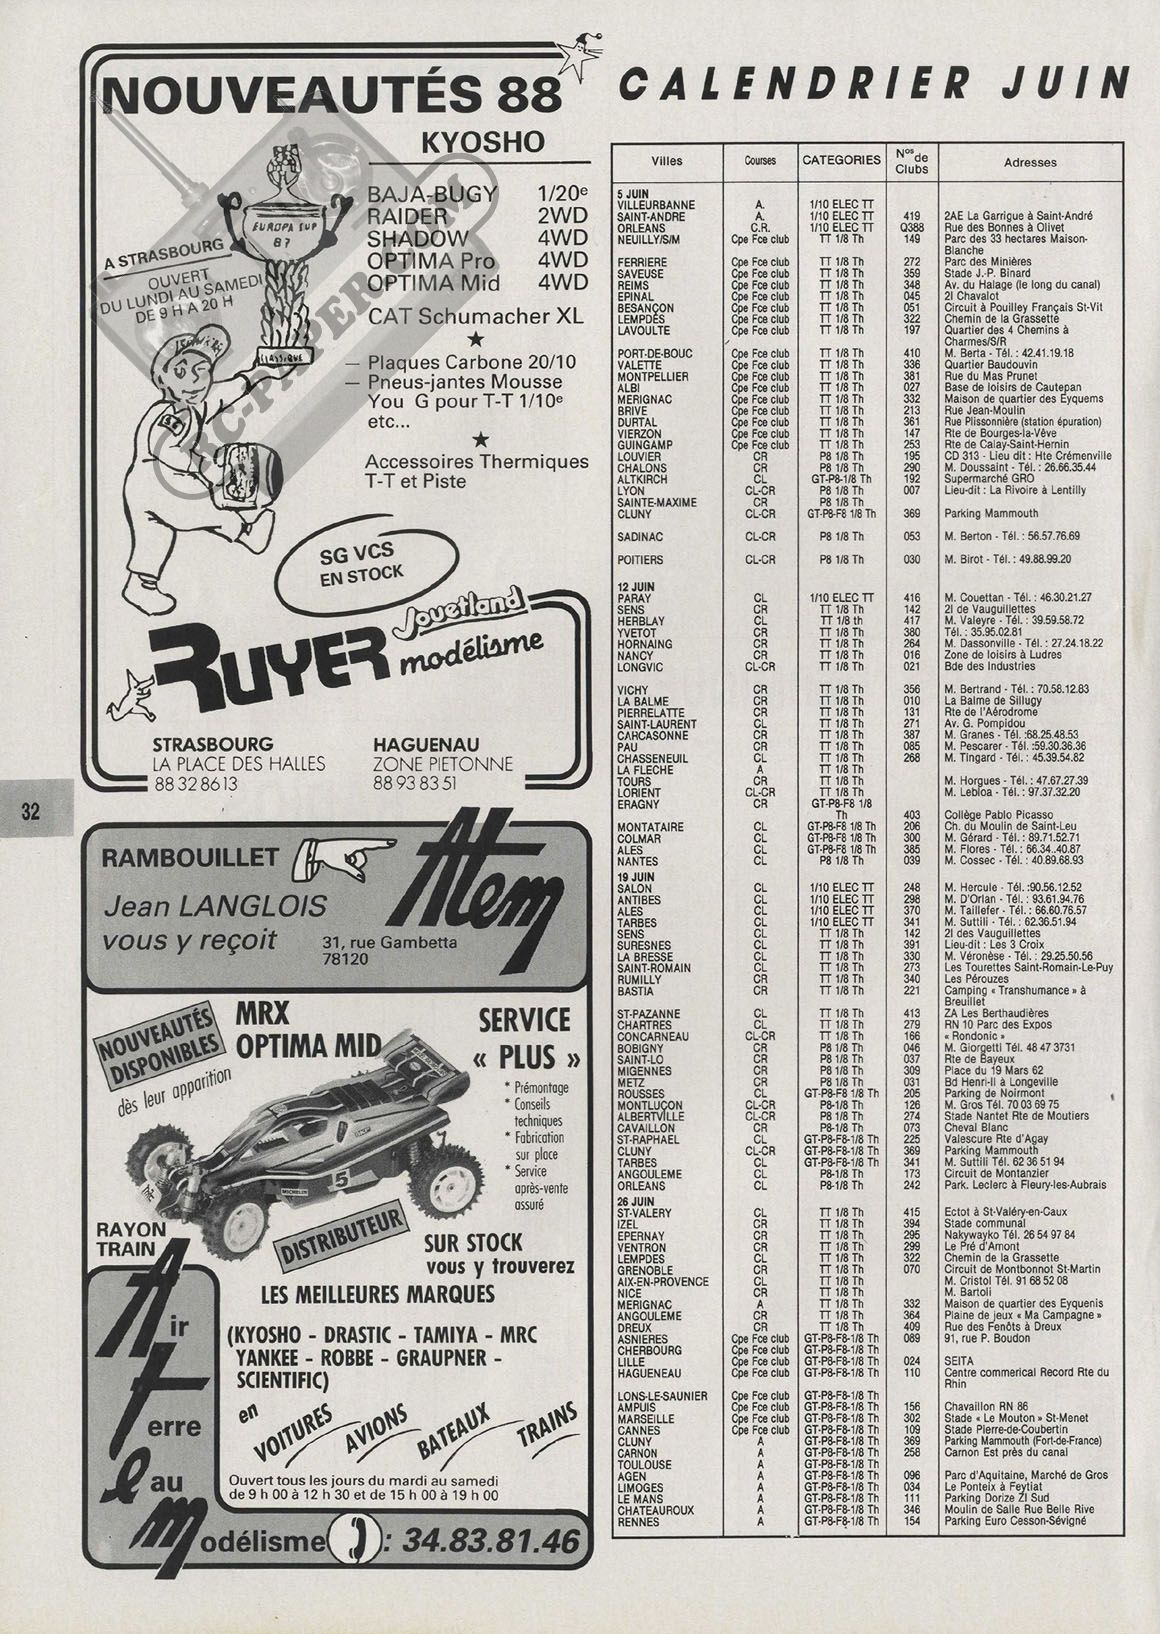 NOUVEAUTÉS 88
KYOSHO
BAJA-BUGY 1/20e
RAIDER 2WD
SHADOW 4WD
OPTIMA Pro 4WD
OPTIMA Mid 4WD
CAT Schumacher XL
— Plaques Carbone 20/10
— Pneus-jantes Mousse
You G pour T-T 1/10e
etc...
Accessoires Thermiques
T-T et Piste
EUROPA SUP
87
CLASSIQUE
A STRASBOURG
OUVERT
DU LUNDI AU SAMEDI
DE 9 H A 20 H
RC-PAPER.COM
SG VCS
EN STOCK
RUYER
Jouetland
modélisme
STRASBOURG
LA PLACE DES HALLES
88 32 86 13
HAGUENAU
ZONE PIETONNE
88 93 83 51
32
RAMBOUILLET
Jean LANGLOIS
vous y reçoit
Atem
31, rue Gambetta
78120
NOUVEAUTÉS
DISPONIBLES
dès leur apparition
MRX
OPTIMA MID
SERVICE
« PLUS »
* Prémontage
* Conseils
techniques
* Fabrication
sur place
* Service
après-vente
assuré
5
MICHELIN
DISTRIBUTEUR
RAYON
TRAIN
SUR STOCK
vous y trouverez
LES MEILLEURES MARQUES
(KYOSHO - DRASTIC - TAMIYA - MRC
YANKEE - ROBBE - GRAUPNER -
SCIENTIFIC)
en
VOITURES
AVIONS
BATEAUX
TRAINS
Ouvert tous les jours du mardi au samedi
de 9 h 00 à 12 h 30 et de 15 h 00 à 19 h 00
Air
Terre
eau
modélisme : 34.83.81.46
CALENDRIER JUIN
Villes Courses CATEGORIES Nos de Clubs Adresses
5 JUIN
VILLEURBANNE A. 1/10 ELEC TT
SAINT-ANDRE A. 1/10 ELEC TT 419 2AE La Garrigue à Saint-André
ORLEANS C.R. 1/10 ELEC TT Q388 Rue des Bonnes à Olivet
NEUILLY/S/M Cpe Fce club TT 1/8 Th 149 Parc des 33 hectares Maison-
Blanche
FERRIERE Cpe Fce club TT 1/8 Th 272 Parc des Minières
SAVEUSE Cpe Fce club TT 1/8 Th 359 Stade J.-P. Binard
REIMS Cpe Fce club TT 1/8 Th 348 Av. du Halage (le long du canal)
EPINAL Cpe Fce club TT 1/8 Th 045 2l Chavalot
BESANÇON Cpe Fce club TT 1/8 Th 051 Circuit à Pouilley Français St-Vit
LEMPDÈS Cpe Fce club TT 1/8 Th 322 Chemin de la Grassette
LAVOULTE Cpe Fce club TT 1/8 Th 197 Quartier des 4 Chemins à
Charmes/S/R
PORT-DE-BOUC Cpe Fce club TT 1/8 Th 410 M. Berta - Tél. : 42.41.19.18
VALETTE Cpe Fce club TT 1/8 Th 336 Quartier Baudouvin
MONTPELLIER Cpe Fce club TT 1/8 Th 381 Rue du Mas Prunet
ALBI Cpe Fce club TT 1/8 Th 027 Base de loisirs de Cautepan
MERIGNAC Cpe Fce club TT 1/8 Th 332 Maison de quartier des Eyquems
BRIVE Cpe Fce club TT 1/8 Th 213 Rue Jean-Moulin
DURTAL Cpe Fce club TT 1/8 Th 361 Rue Plissonnière (station épuration)
VIERZON Cpe Fce club TT 1/8 Th 147 Rte de Bourges-la-Vève
GUINGAMP Cpe Fce club TT 1/8 Th 253 Rte de Calay-Saint-Hernin
LOUVIER CR P8 1/8 Th 195 CD 313 - Lieu dit : Hte Crémenville
CHALONS CR P8 1/8 Th 290 M. Doussaint - Tél. : 26.66.35.44
ALTKIRCH CL GT-P8-1/8 Th 192 Supermarché GRO
LYON CL-CR P8 1/8 Th 007 Lieu-dit : La Rivoire à Lentilly
SAINTE-MAXIME CL-CR P8 1/8 Th
CLUNY CL-CR GT-P8-F8 1/8 Th 369 Parking Mammouth
SADINAC CL-CR P8 1/8 Th 053 M. Berton - Tél. : 56.57.76.69
POITIERS CL-CR P8 1/8 Th 030 M. Birot - Tél. : 49.88.99.20
12 JUIN
PARAY CL 1/10 ELEC TT 416 M. Couettan - Tél. : 46.30.21.27
SENS CR TT 1/8 Th 142 2l de Vauguillettes
HERBLAY CL TT 1/8 th 417 M. Valeyre - Tél. : 39.59.58.72
YVETOT CR TT 1/8 Th 380 Tél. : 35.95.02.81
HORNAING CR TT 1/8 Th 264 M. Dassonville - Tél. : 27.24.18.22
NANCY CR TT 1/8 Th 016 Zone de loisirs à Ludres
LONGVIC CL-CR TT 1/8 Th 021 Bde des Industries
VICHY CR TT 1/8 Th 356 M. Bertrand - Tél. : 70.58.12.83
LA BALME CR TT 1/8 Th 010 La Balme de Sillugy
PIERRELATTE CR TT 1/8 Th 131 Rte de l'Aérodrome
SAINT-LAURENT CL TT 1/8 Th 271 Av. G. Pompidou
CARCASONNE CR TT 1/8 Th 387 M. Granes - Tél. :68.25.48.53
PAU CR TT 1/8 Th 085 M. Pescarer - Tél. :59.30.36.36
CHASSENEUIL CL TT 1/8 Th 268 M. Tingard - Tél. : 45.39.54.82
LA FLECHE A TT 1/8 Th
TOURS CR TT 1/8 Th M. Horgues - Tél. : 47.67.27.39
LORIENT CL TT 1/8 Th M. Lebloa - Tél. : 97.37.32.20
ERAGNY CR GT-P8-F8 1/8
Th 403 Collège Pablo Picasso
MONTATAIRE CL GT-P8-F8 1/8 Th 206 Ch. du Moulin de Saint-Leu
COLMAR CL GT-P8-F8 1/8 Th 300 M. Gérard - Tél. : 89.71.52.71
ALES CL GT-P8-F8 1/8 Th 385 M. Flores - Tél. : 66.34..40.87
NANTES CL P8 1/8 Th 039 M. Cossec - Tél. : 40.89.68.93
19 JUIN
SALON CL 1/10 ELEC TT 248 M. Hercule - Tél. :90.56.12.52
ANTIBES CL 1/10 ELEC TT 298 M. D'Orlan - Tél. : 93.61.94.76
ALES CL 1/10 ELEC TT 370 M. Taillefer - Tél. : 66.60.76.57
TARBES CL 1/10 ELEC TT 341 M. Suttili - Tél. : 62.36.51.94
SENS CL TT 1/8 Th 142 2l des Vauguillettes
SURESNES CL TT 1/8 Th 391 Lieu-dit : Les 3 Croix
LA BRESSE CL TT 1/8 Th 330 M. Véronèse - Tél. : 29.25.50.56
SAINT-ROMAIN CL TT 1/8 Th 273 Les Tourettes Saint-Romain-Le-Puy
RUMILLY CR TT 1/8 Th 340 Les Pérouzes
BASTIA CR TT 1/8 Th 221 Camping « Transhumance » à
Breuillet
ST-PAZANNE CL TT 1/8 Th 413 ZA Les Berthaudières
CHARTRES CL TT 1/8 Th 279 RN 10 Parc des Expos
CONCARNEAU CL-CR TT 1/8 Th 166 « Rondonic »
BOBIGNY CR P8 1/8 Th 046 M. Giorgetti Tél. 48 47 3731
SAINT-LO CR P8 1/8 Th 037 Rte de Bayeux
MIGENNES CR P8 1/8 Th 309 Place du 19 Mars 62
METZ CR P8 1/8 Th 031 Bd Henri-II à Longeville
ROUSSES CL GT-P8-F8 1/8 Th 205 Parking de Noirmont
MONTLUÇON CL-CR P8-1/8 Th 126 M. Gros Tél. 70 03 69 75
ALBERTVILLE CL-CR P8 1/8 Th 274 Stade Nantet Rte de Moutiers
CAVAILLON CR P8-1/8 Th 073 Cheval Blanc
ST-RAPHAEL CL GT-P8-F8-1/8 Th 225 Valescure Rte d'Agay
CLUNY CL-CR GT-P8-F8-1/8 Th 369 Parking Mammouth
TARBES CL GT-P8-F8-1/8 Th 341 M. Suttili Tél. 62 36 51 94
ANGOULEME CL P8-1/8 Th 173 Circuit de Montanzier
ORLEANS CL GT-P8-F8-1/8 Th 242 Park. Leclerc à Fleury-les-Aubrais
26 JUIN
ST-VALERY CL TT 1/8 Th 415 Ectot à St-Valéry-en-Caux
IZEL CR TT 1/8 Th 394 Stade communal
EPERNAY CR TT 1/8 Th 295 Nakywayko Tél. 26 54 97 84
VENTRON CR TT 1/8 Th 299 Le Pré d'Amont
LEMPDES CL TT 1/8 Th 322 Chemin de la Grassette
GRENOBLE CR TT 1/8 Th 070 Circuit de Montbonnot St-Martin
AIX-EN-PROVENCE CL TT 1/8 Th M. Cristol Tél. 91 68 52 08
NICE CR TT 1/8 Th M. Bartoli
MERIGNAC A TT 1/8 Th 332 Maison de quartier des Eyquenis
ANGOULEME CR TT 1/8 Th 364 Plaine de jeux « Ma Campagne »
DREUX CR TT 1/8 Th 409 Rue des Fenôts à Dreux
ASNIERES Cpe Fce club GT-P8-F8-1/8 Th 089 91, rue P. Boudon
CHERBOURG Cpe Fce club GT-P8-F8-1/8 Th
LILLE Cpe Fce club GT-P8-F8-1/8 Th 024 SEITA
HAGUENEAU Cpe Fce club GT-P8-F8-1/8 Th 110 Centre commerical Record Rte du
Rhin
LONS-LE-SAUNIER Cpe Fce club GT-P8-F8-1/8 Th
AMPUIS Cpe Fce club GT-P8-F8-1/8 Th 156 Chavaillon RN 86
MARSEILLE Cpe Fce club GT-P8-F8-1/8 Th 302 Stade « Le Mouton » St-Menet
CANNES Cpe Fce club GT-P8-F8-1/8 Th 109 Stade Pierre-de-Coubertin
CLUNY A GT-P8-F8-1/8 Th 369 Parking Mammouth (Fort-de-France)
CARNON A GT-P8-F8-1/8 Th 258 Carnon Est près du canal
TOULOUSE A GT-P8-F8-1/8 Th
AGEN A GT-P8-F8-1/8 Th 096 Parc d'Aquitaine, Marché de Gros
LIMOGES A GT-P8-F8-1/8 Th 034 Le Ponteix à Feytiat
LE MANS A GT-P8-F8-1/8 Th 111 Parking Dorize ZI Sud
CHATEAUROUX A GT-P8-F8-1/8 Th 346 Moulin de Salle Rue Belle Rive
RENNES A GT-P8-F8-1/8 Th 154 Parking Euro Cesson-Sévigné